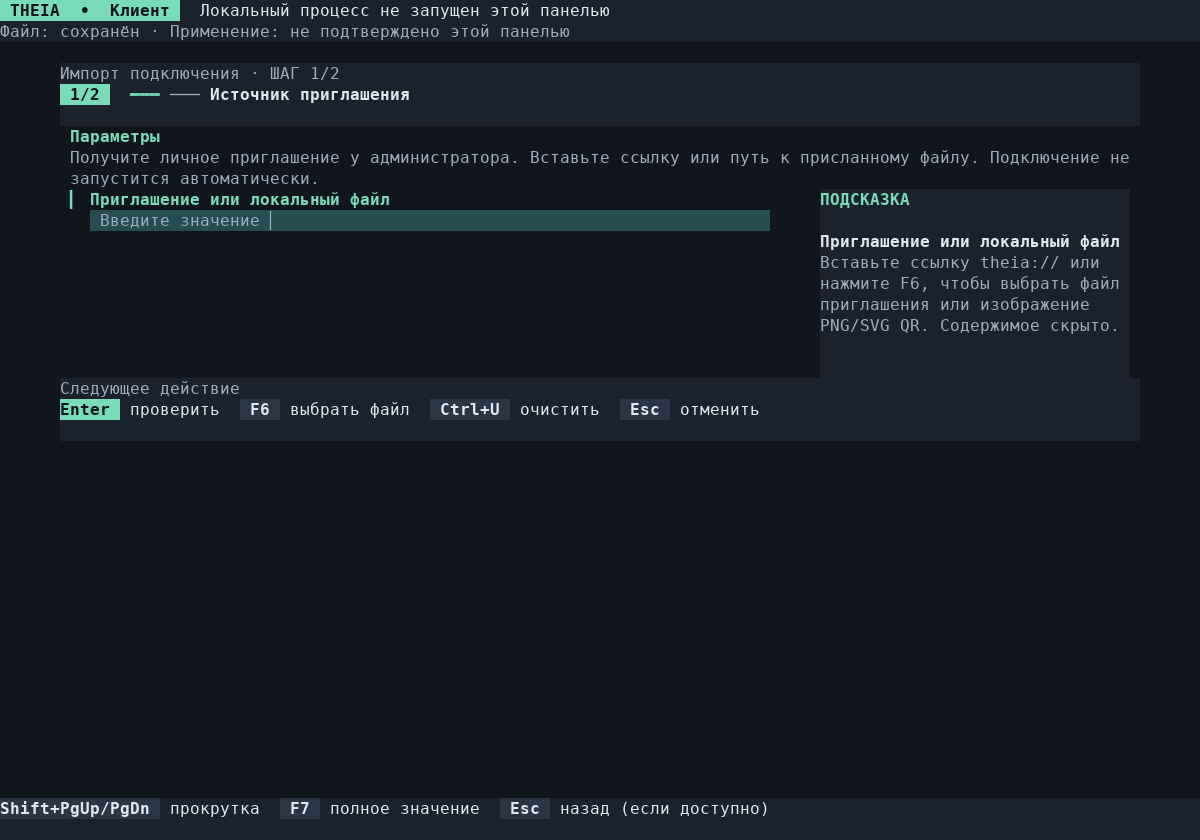 THEIA • Клиент Локальный процесс не запущен этой панелью
Файл: сохранён · Применение: не подтверждено этой панелью
Импорт подключения · ШАГ 1/2
1/2 ━━━ ─── Источник приглашения
Параметры
Получите личное приглашение у администратора. Вставьте ссылку или путь к присланному файлу. Подключение не
запустится автоматически.
Приглашение или локальный файл
Введите значение
ПОДСКАЗКА
Приглашение или локальный файл
Вставьте ссылку theia:// или
нажмите F6, чтобы выбрать файл
приглашения или изображение
PNG/SVG QR. Содержимое скрыто.
Следующее действие
Enter проверить F6 выбрать файл Ctrl+U очистить Esc отменить
Shift+PgUp/PgDn прокрутка F7 полное значение Esc назад (если доступно)